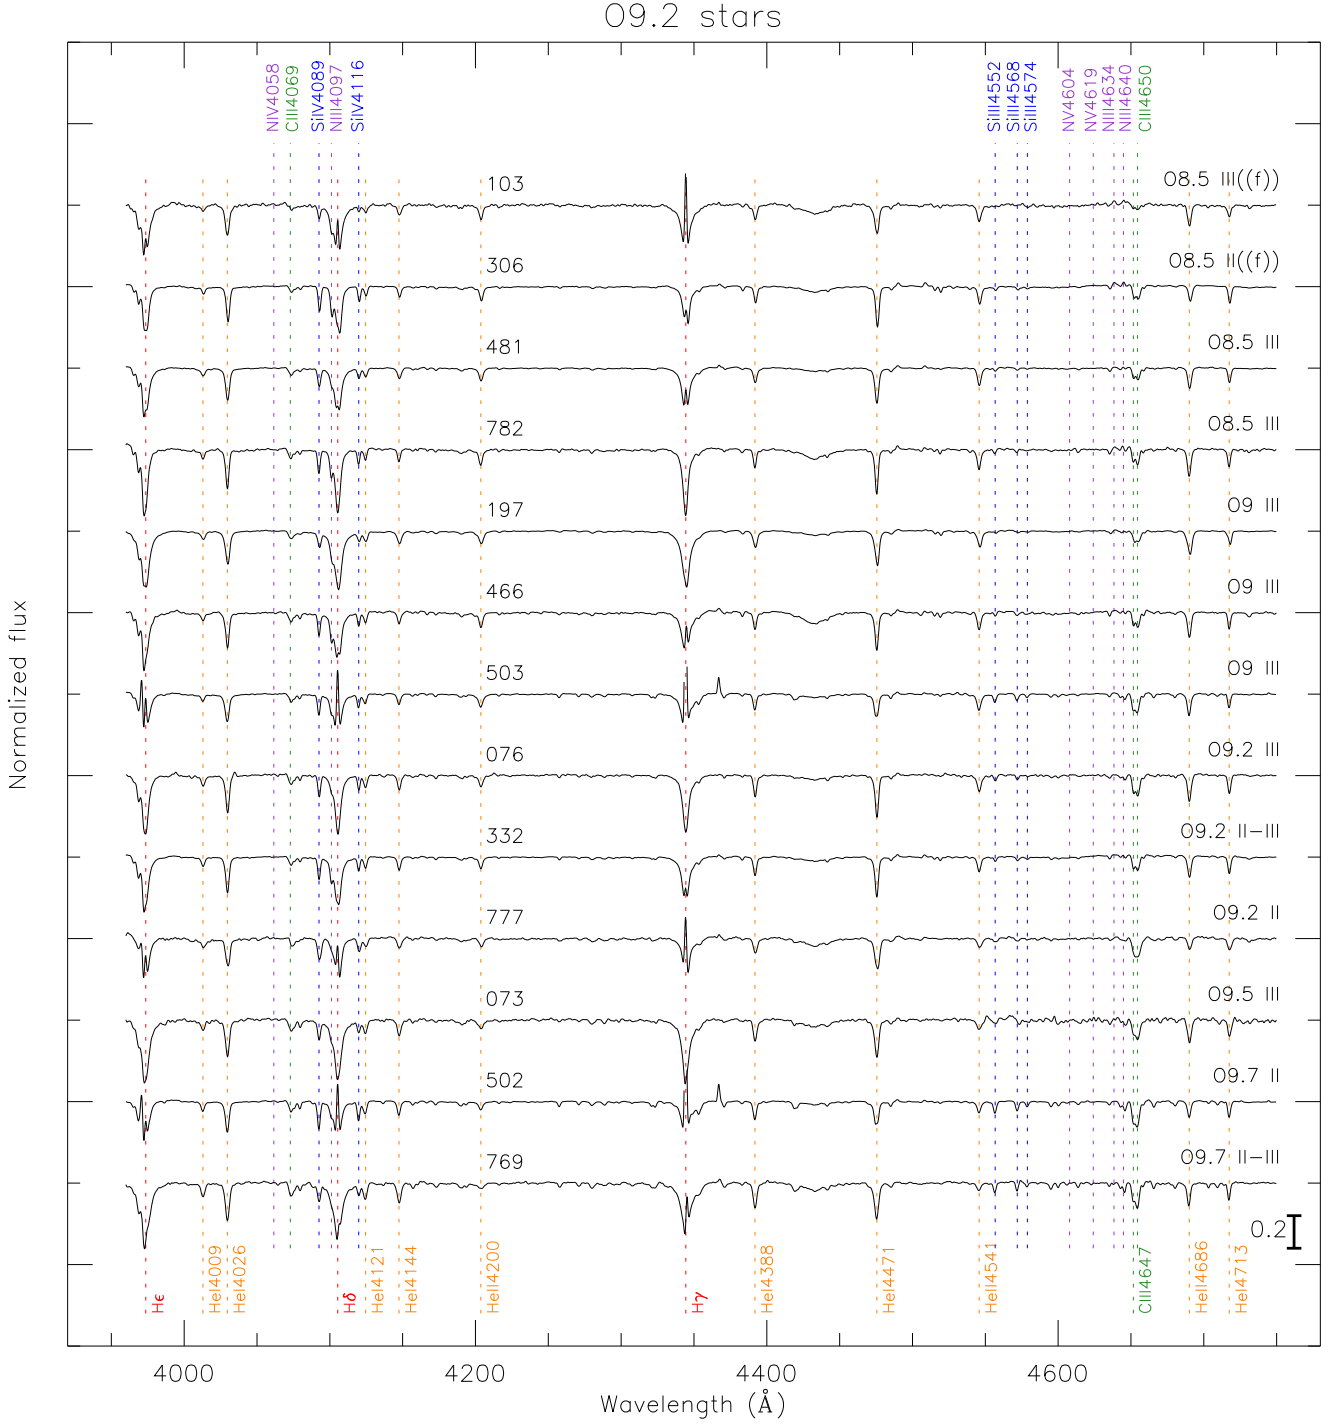 O9.2 stars
NIV4058
CIII4069
SiIV4089
NIII4097
SiIV4116
SiIII4552
SiIII4568
SiIII4574
NV4604
NV4619
NIII4634
NIII4640
CIII4650
103
O8.5 III((f))
306
O8.5 II((f))
481
O8.5 III
782
O8.5 III
197
O9 III
466
O9 III
503
O9 III
076
O9.2 III
332
O9.2 II-III
777
O9.2 II
073
O9.5 III
502
O9.7 II
769
O9.7 II-III
0.2
Hϵ
HeI4009
HeI4026
Hδ
HeI4121
HeI4144
HeII4200
Hγ
HeI4388
HeI4471
HeII4541
CIII4647
HeII4686
HeI4713
4000
4200
4400
4600
Wavelength (Å)
Normalized flux